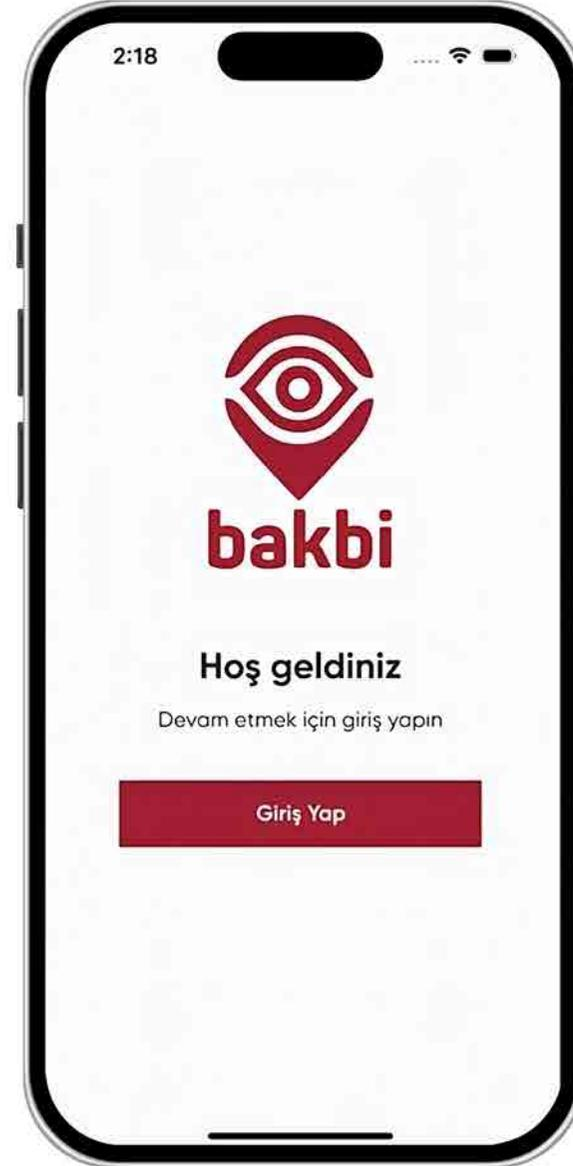 2:18
bakbi
Hoş geldiniz
Devam etmek için giriş yapın
Giriş Yap